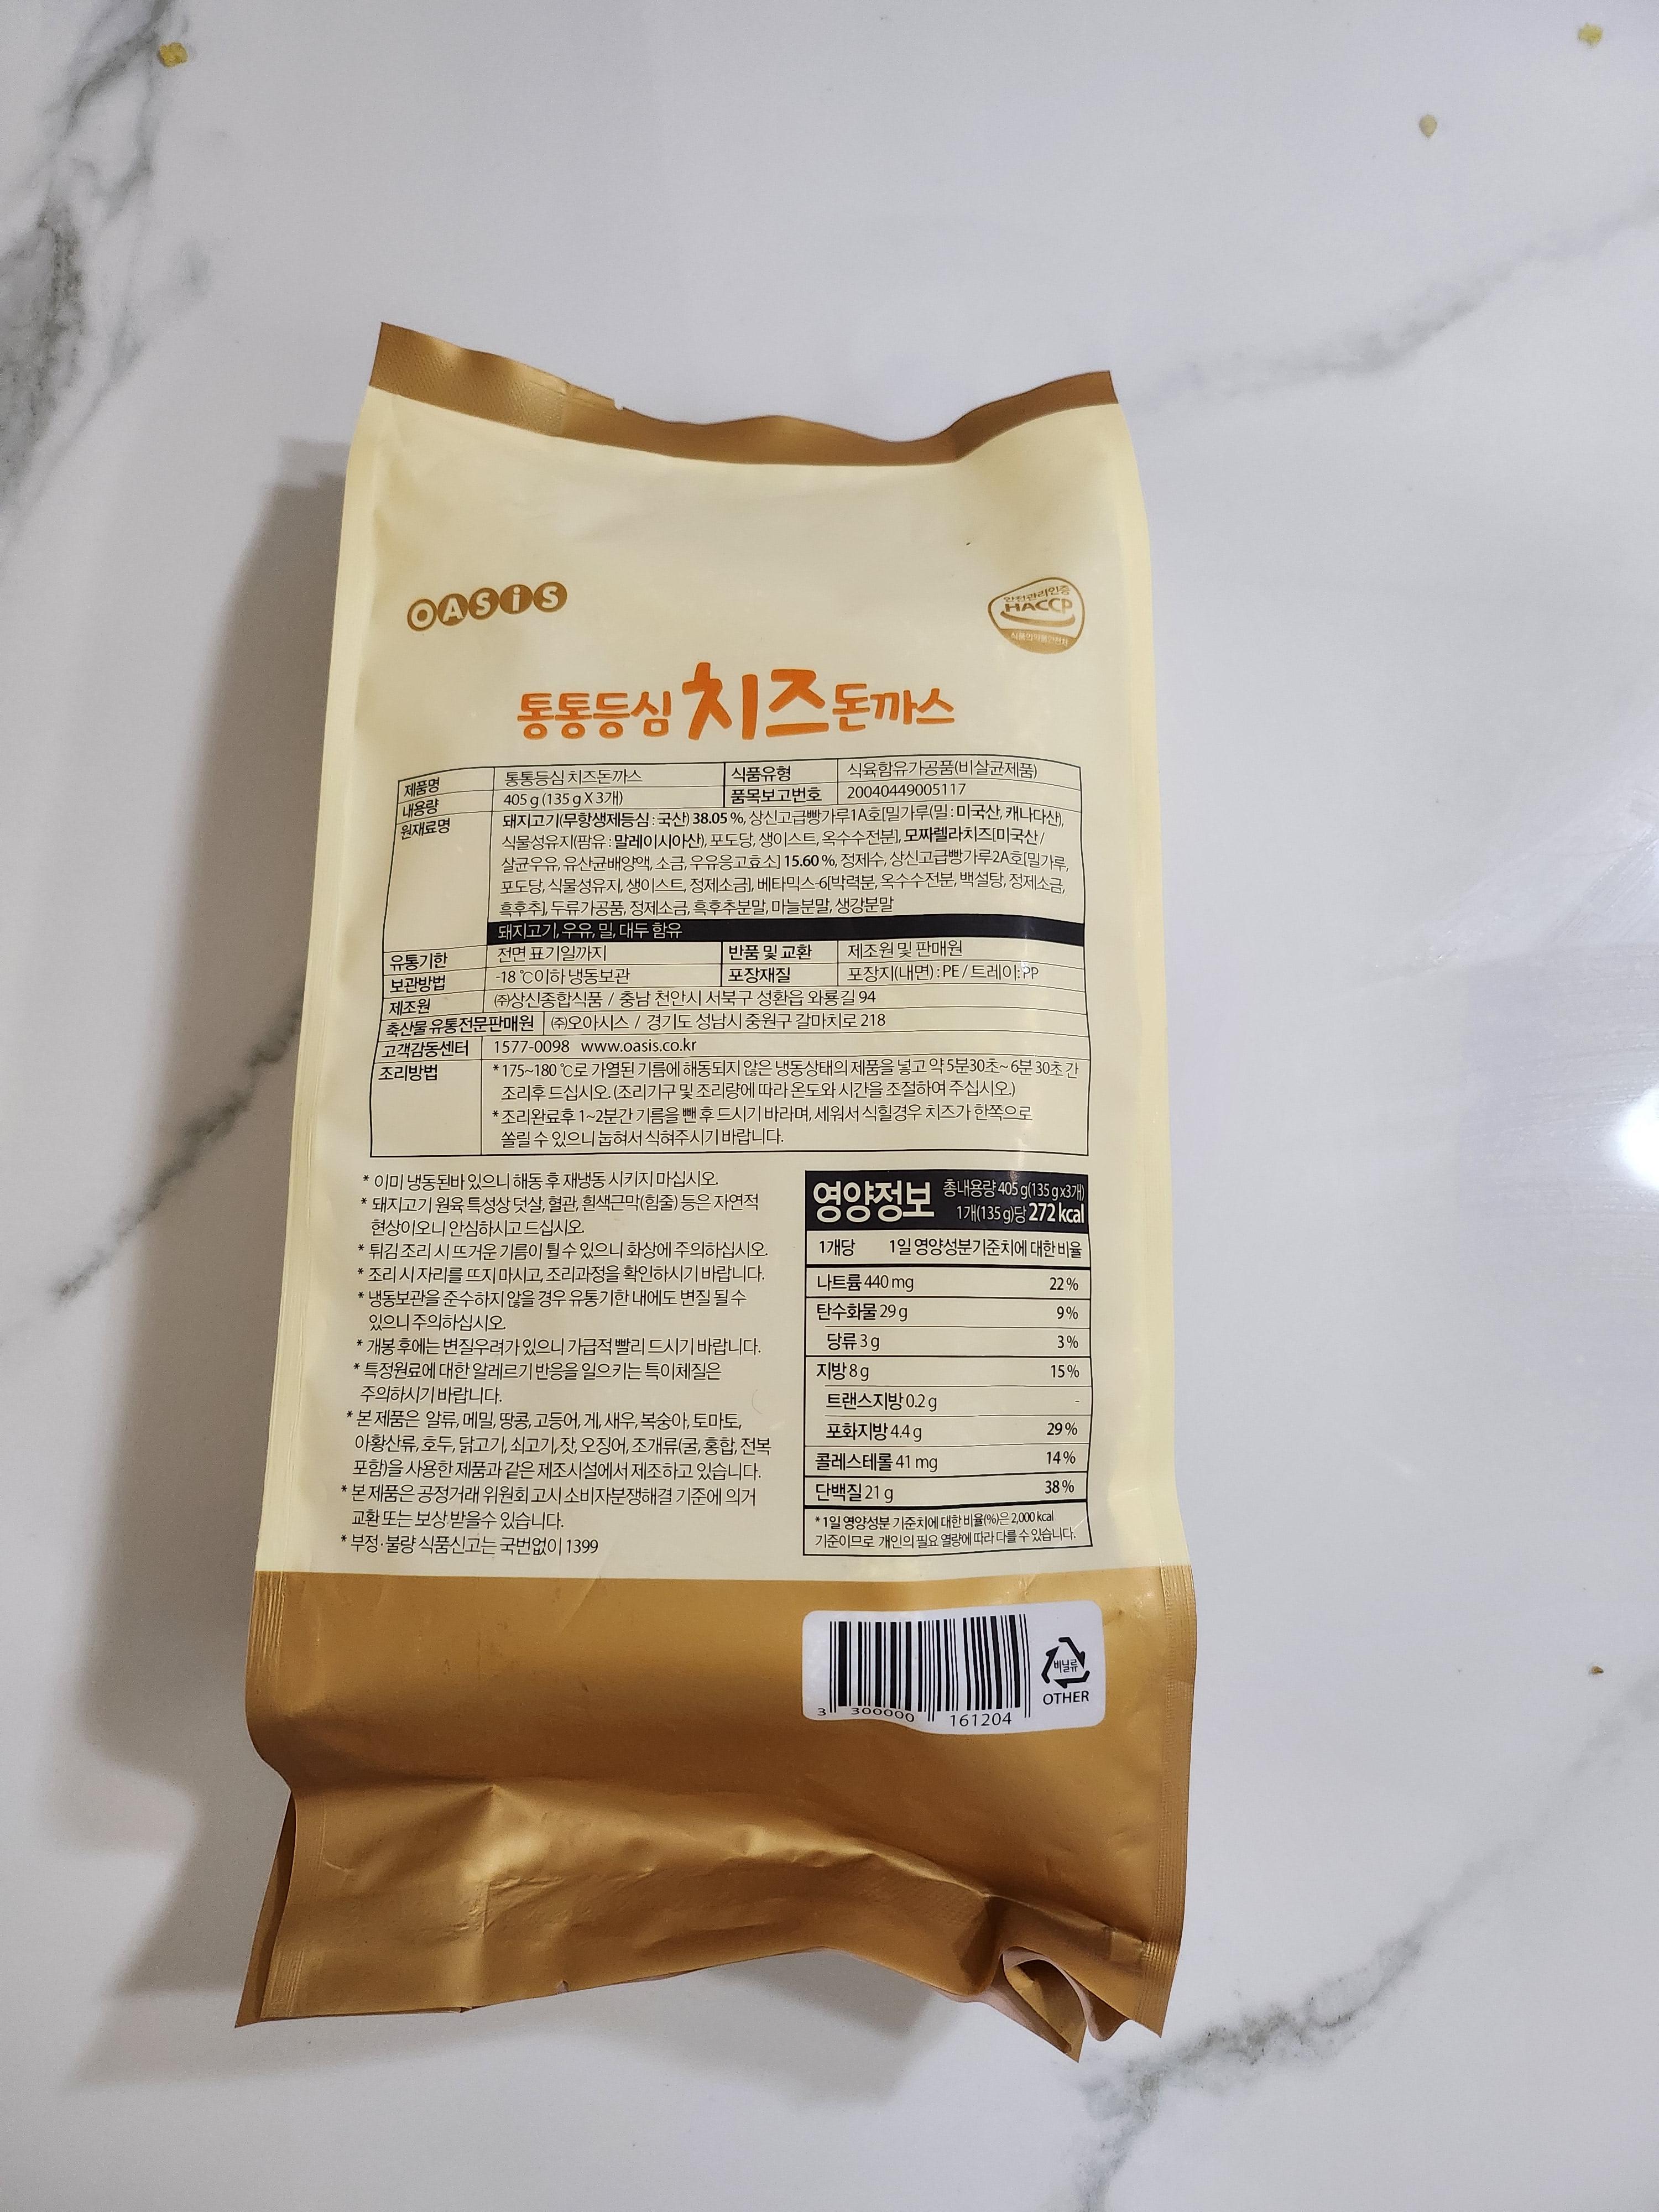 OASIS
안전관리인증
HACCP
식품의약품안전처
통통등심 치즈돈까스
제품명 통통등심 치즈돈까스 식품유형 식육함유가공품(비살균제품)
내용량 405 g (135 g X 3개) 품목보고번호 20040449005117
원재료명 돼지고기(무항생제등심 : 국산) 38.05 %, 상신고급빵가루1A호[밀가루(밀 : 미국산, 캐나다산),
식물성유지(팜유 : 말레이시아산), 포도당, 생이스트, 옥수수전분], 모짜렐라치즈[미국산 /
살균우유, 유산균배양액, 소금, 우유응고효소] 15.60 %, 정제수, 상신고급빵가루2A호[밀가루,
포도당, 식물성유지, 생이스트, 정제소금], 베타믹스-6[박력분, 옥수수전분, 백설탕, 정제소금,
흑후추], 두류가공품, 정제소금, 흑후추분말, 마늘분말, 생강분말
돼지고기, 우유, 밀, 대두 함유
유통기한 전면 표기일까지 반품 및 교환 제조원 및 판매원
보관방법 -18 ℃이하 냉동보관 포장재질 포장지(내면) : PE / 트레이 : PP
제조원 ㈜상신종합식품 / 충남 천안시 서북구 성환읍 와룡길 94
축산물 유통전문판매원 ㈜오아시스 / 경기도 성남시 중원구 갈마치로 218
고객감동센터 1577-0098 www.oasis.co.kr
조리방법 * 175~180 ℃로 가열된 기름에 해동되지 않은 냉동상태의 제품을 넣고 약 5분30초~ 6분 30초 간
조리후 드십시오. (조리기구 및 조리량에 따라 온도와 시간을 조절하여 주십시오.)
* 조리완료후 1~2분간 기름을 뺀 후 드시기 바라며, 세워서 식힐경우 치즈가 한쪽으로
쏠릴 수 있으니 눕혀서 식혀주시기 바랍니다.
* 이미 냉동된바 있으니 해동 후 재냉동 시키지 마십시오.
* 돼지고기 원육 특성상 덧살, 혈관, 흰색근막(힘줄) 등은 자연적
현상이오니 안심하시고 드십시오.
* 튀김 조리 시 뜨거운 기름이 튈 수 있으니 화상에 주의하십시오.
* 조리 시 자리를 뜨지 마시고, 조리과정을 확인하시기 바랍니다.
* 냉동보관을 준수하지 않을 경우 유통기한 내에도 변질 될 수
있으니 주의하십시오.
* 개봉 후에는 변질우려가 있으니 가급적 빨리 드시기 바랍니다.
* 특정원료에 대한 알레르기 반응을 일으키는 특이체질은
주의하시기 바랍니다.
* 본 제품은 알류, 메밀, 땅콩, 고등어, 게, 새우, 복숭아, 토마토,
아황산류, 호두, 닭고기, 쇠고기, 잣, 오징어, 조개류(굴, 홍합, 전복
포함)을 사용한 제품과 같은 제조시설에서 제조하고 있습니다.
* 본 제품은 공정거래 위원회 고시 소비자분쟁해결 기준에 의거
교환 또는 보상 받을수 있습니다.
* 부정·불량 식품신고는 국번없이 1399
영양정보 총 내용량 405 g(135 g x3개)
1개(135 g)당 272 kcal
1개당 1일 영양성분기준치에 대한 비율
나트륨 440 mg 22 %
탄수화물 29 g 9 %
당류 3 g 3 %
지방 8 g 15 %
트랜스지방 0.2 g -
포화지방 4.4 g 29 %
콜레스테롤 41 mg 14 %
단백질 21 g 38 %
* 1일 영양성분 기준치에 대한 비율(%)은 2,000 kcal
기준이므로 개인의 필요 열량에 따라 다를 수 있습니다.
비닐류
OTHER
3 300000 161204